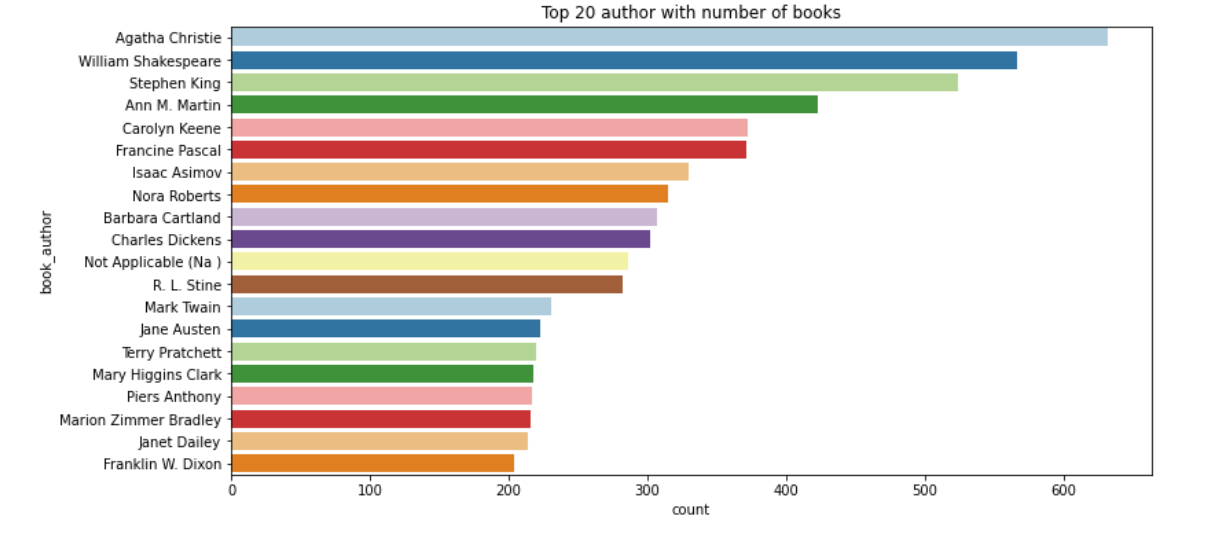 Top 20 author with number of books
book_author
Agatha Christie
William Shakespeare
Stephen King
Ann M. Martin
Carolyn Keene
Francine Pascal
Isaac Asimov
Nora Roberts
Barbara Cartland
Charles Dickens
Not Applicable (Na )
R. L. Stine
Mark Twain
Jane Austen
Terry Pratchett
Mary Higgins Clark
Piers Anthony
Marion Zimmer Bradley
Janet Dailey
Franklin W. Dixon
0 100 200 300 400 500 600
count